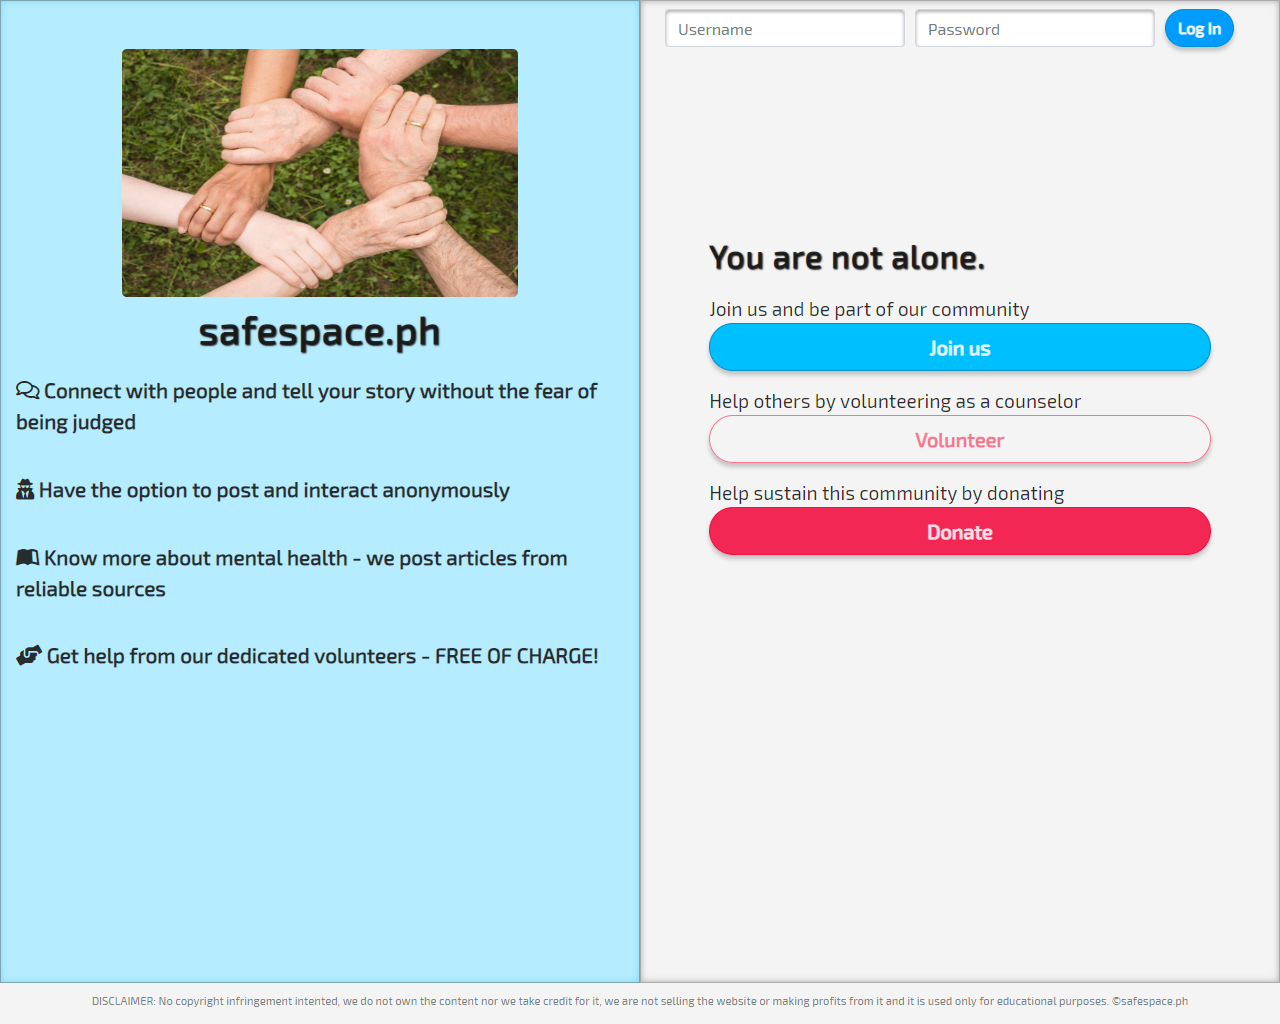 Username
Password
Log In
safespace.ph
Connect with people and tell your story without the fear of
being judged
Have the option to post and interact anonymously
Know more about mental health - we post articles from
reliable sources
Get help from our dedicated volunteers - FREE OF CHARGE!
You are not alone.
Join us and be part of our community
Join us
Help others by volunteering as a counselor
Volunteer
Help sustain this community by donating
Donate
DISCLAIMER: No copyright infringement intented, we do not own the content nor we take credit for it, we are not selling the website or making profits from it and it is used only for educational purposes. ©safespace.ph